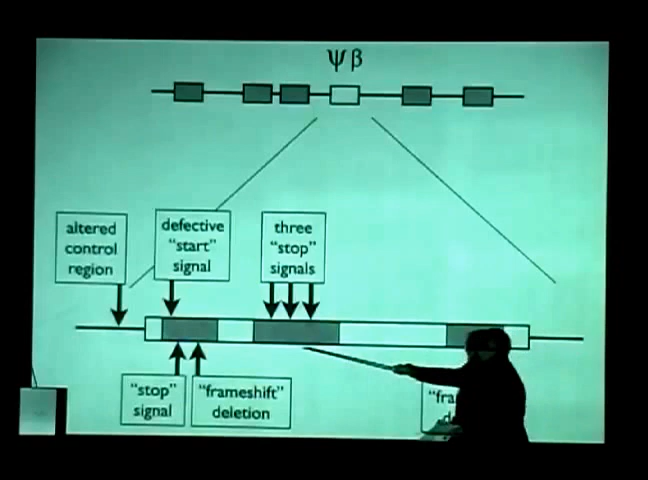 ψβ
altered
control
region
defective
"start"
signal
three
"stop"
signals
"stop"
signal
"frameshift"
deletion